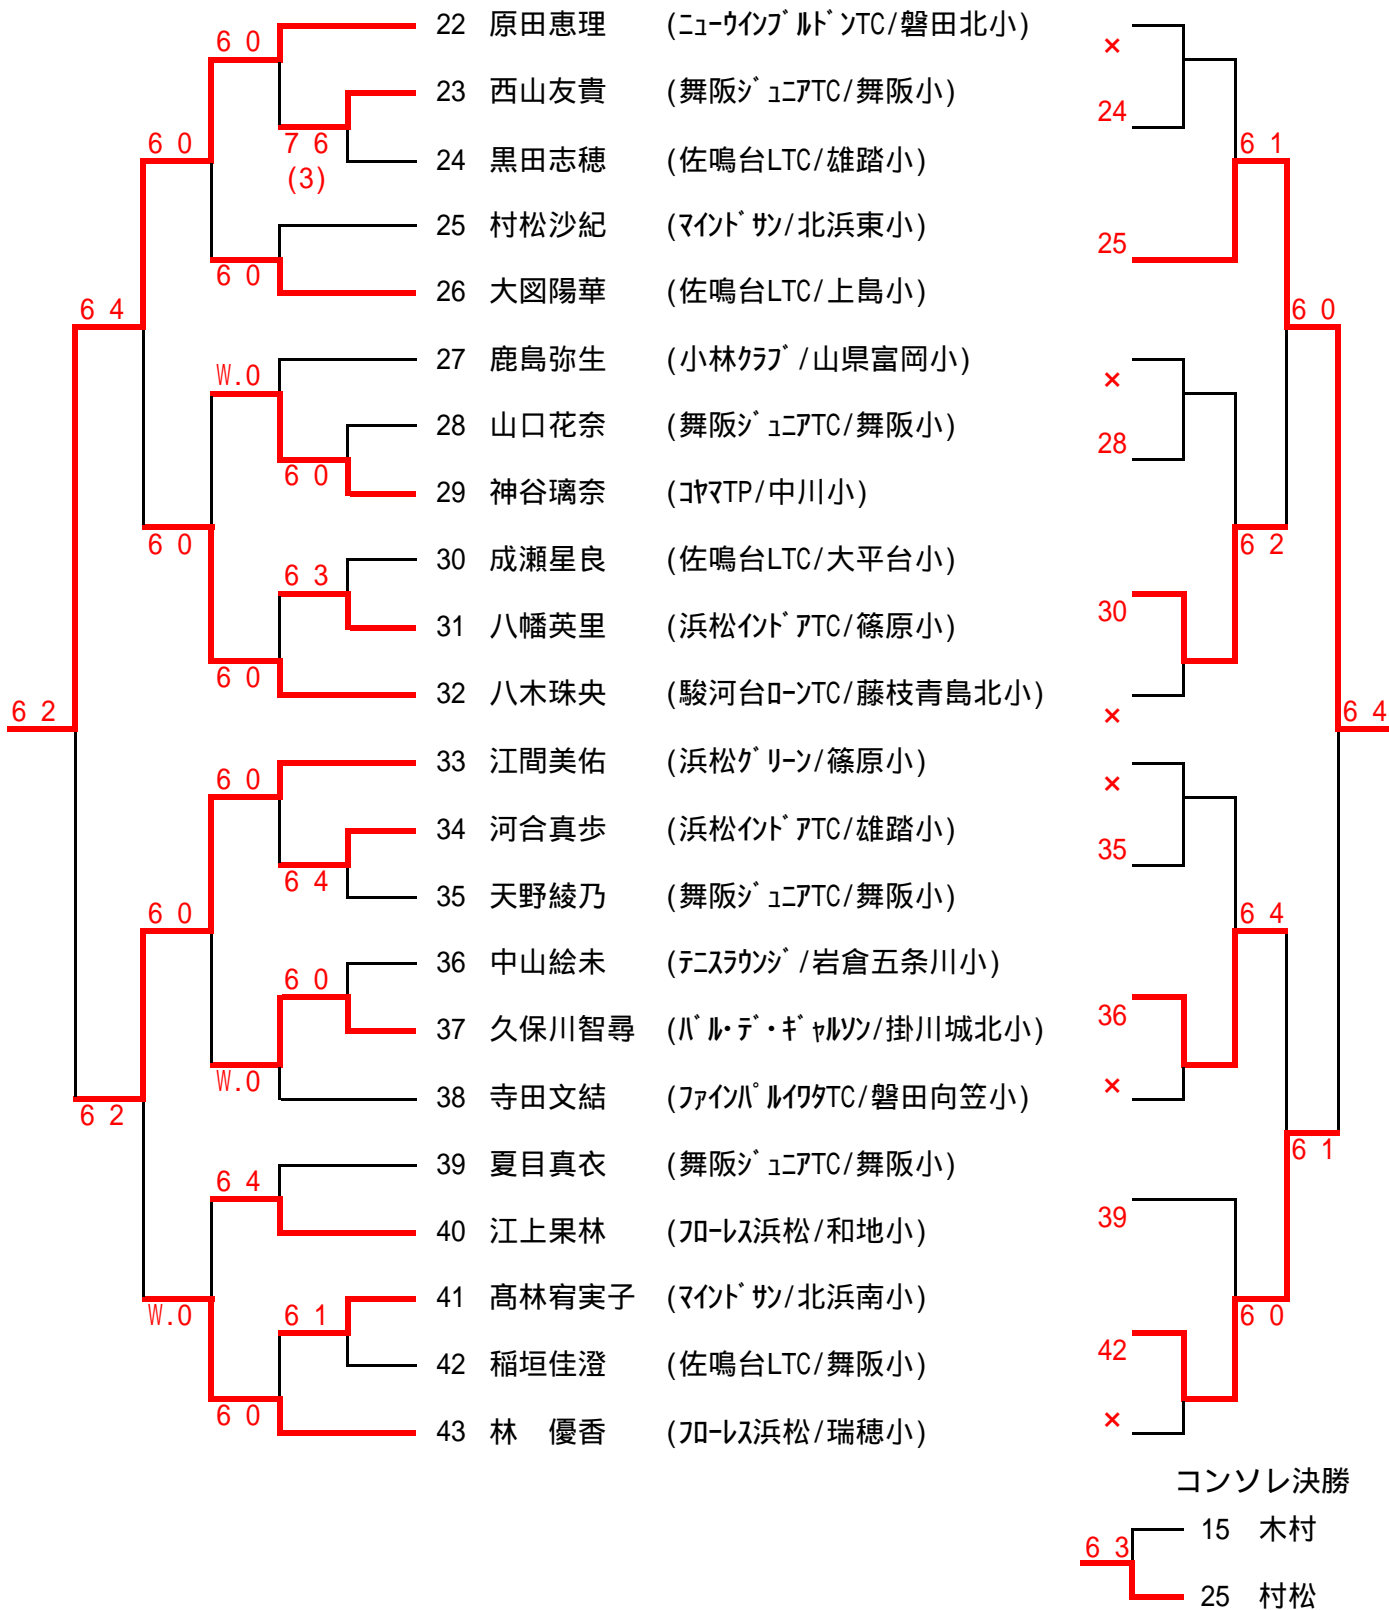 22 原田恵理 (ニューウインブルドンTC/磐田北小)
6 0
×
23 西山友貴 (舞阪ジュニアTC/舞阪小)
24
6 0 7 6 6 1
24 黒田志穂 (佐鳴台LTC/雄踏小)
(3)
25 村松沙紀 (マインドサン/北浜東小)
25
6 0
26 大図陽華 (佐鳴台LTC/上島小)
6 4 6 0
27 鹿島弥生 (小林クラブ/山県富岡小)
W.0 ×
28 山口花奈 (舞阪ジュニアTC/舞阪小)
28
6 0
29 神谷璃奈 (コヤマTP/中川小)
6 0 6 2
30 成瀬星良 (佐鳴台LTC/大平台小)
6 3
30
31 八幡英里 (浜松インドアTC/篠原小)
6 0
32 八木珠央 (駿河台ローンTC/藤枝青島北小)
6 2 × 6 4
33 江間美佑 (浜松グリーン/篠原小)
6 0 ×
34 河合真歩 (浜松インドアTC/雄踏小)
35
6 4
35 天野綾乃 (舞阪ジュニアTC/舞阪小)
6 0 6 4
36 中山絵未 (テニスラウンジ/岩倉五条川小)
6 0
36
37 久保川智尋 (バル・デ・ギャルソン/掛川城北小)
W.0 ×
38 寺田文結 (ファインパルイワタTC/磐田向笠小)
6 2
39 夏目真衣 (舞阪ジュニアTC/舞阪小)
6 4 6 1
39
40 江上果林 (フローレス浜松/和地小)
41 髙林宥実子 (マインドサン/北浜南小)
W.0 6 1 6 0
42
42 稲垣佳澄 (佐鳴台LTC/舞阪小)
6 0 ×
43 林 優香 (フローレス浜松/瑞穂小)
コンソレ決勝
15 木村
6 3
25 村松